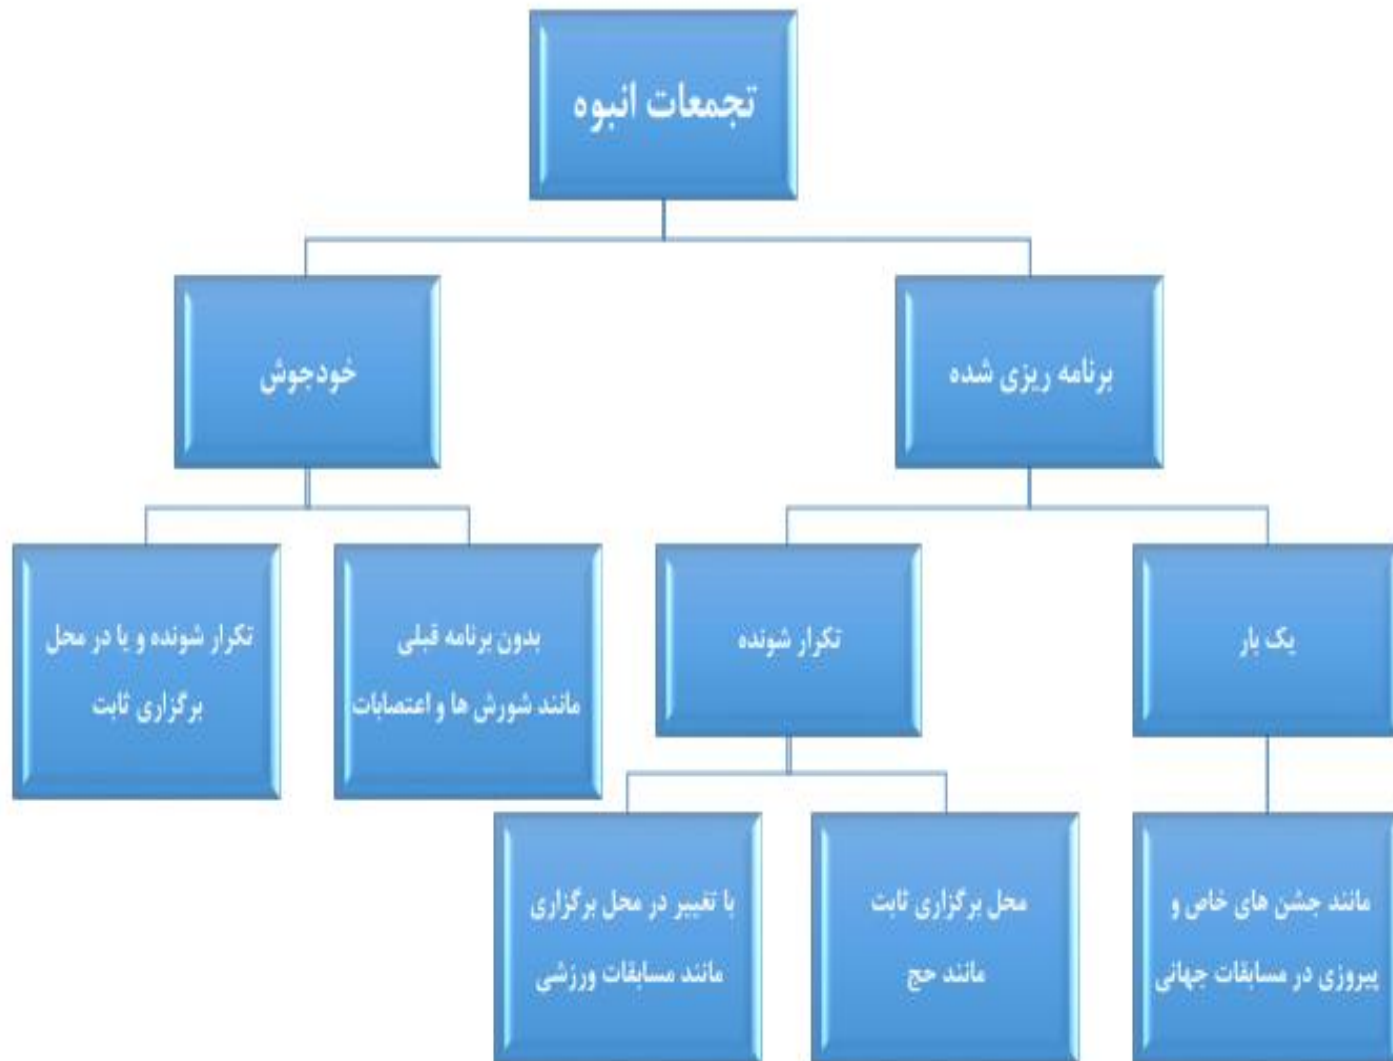 تجمعات انبوه
برنامه ریزی شده
خودجوش
یک بار
تکرار شونده
بدون برنامه قبلی
مانند شورش ها و اعتصابات
تکرار شونده و یا در محل
برگزاری ثابت
مانند جشن های خاص و
پیروزی در مسابقات جهانی
محل برگزاری ثابت
مانند حج
با تغییر در محل برگزاری
مانند مسابقات ورزشی